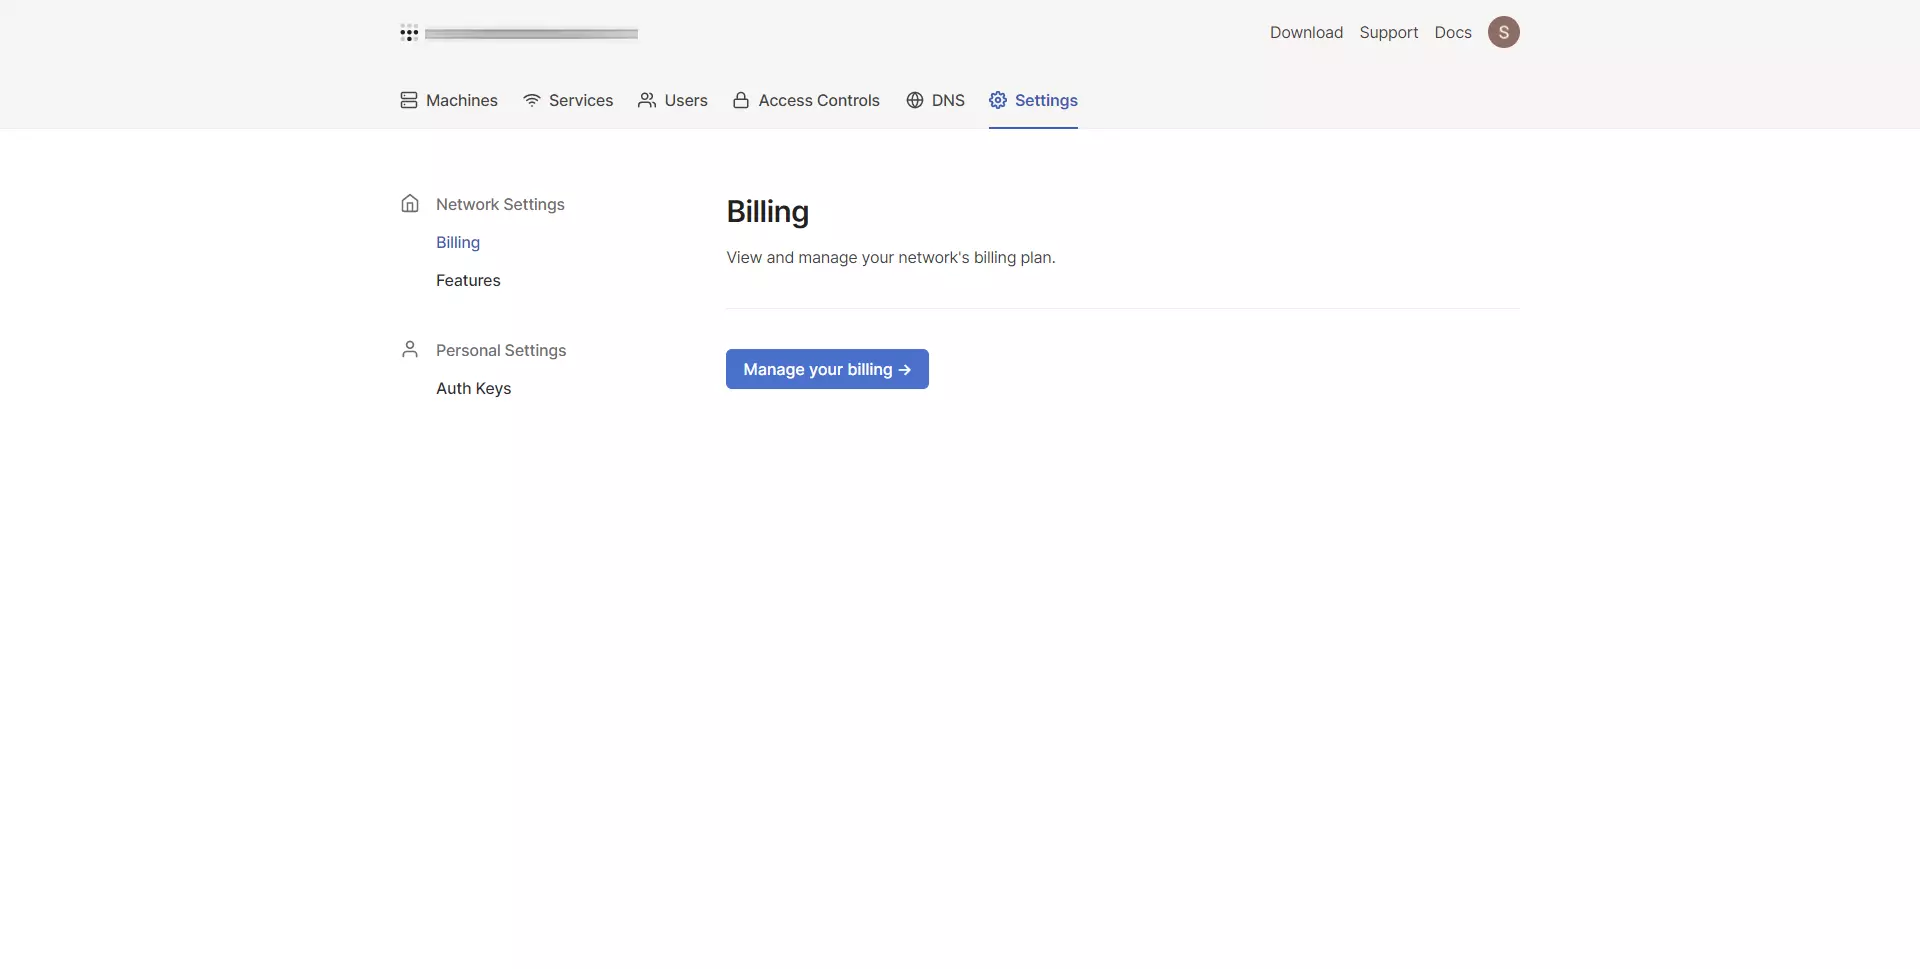 Download Support Docs S
Machines Services Users Access Controls DNS Settings
Network Settings
Billing
Features
Personal Settings
Auth Keys
Billing
View and manage your network's billing plan.
Manage your billing →